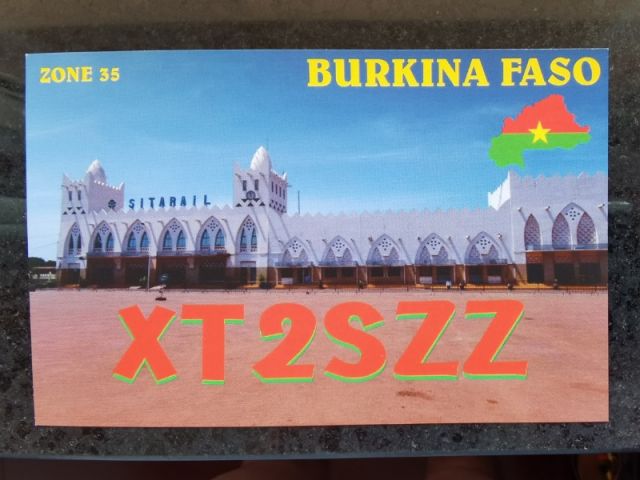 ZONE 35
BURKINA FASO
SITARAIL
XT2SZZ